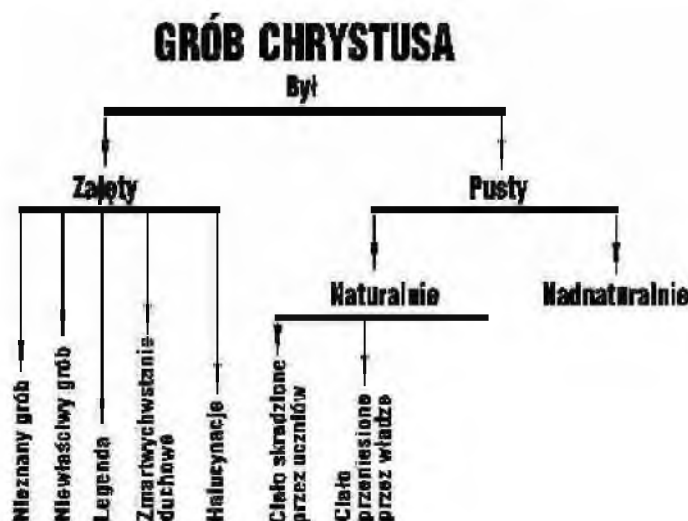 GRÓB CHRYSTUSA
Był
Zajęty
Pusty
Naturalnie
Nadnaturalnie
Nieznany grób
Niewłaściwy grób
Legenda
Zmartwychwstanie
duchowe
Halucynacje
Ciało skradzione
przez uczniów
Ciało
przeniesione
przez władze